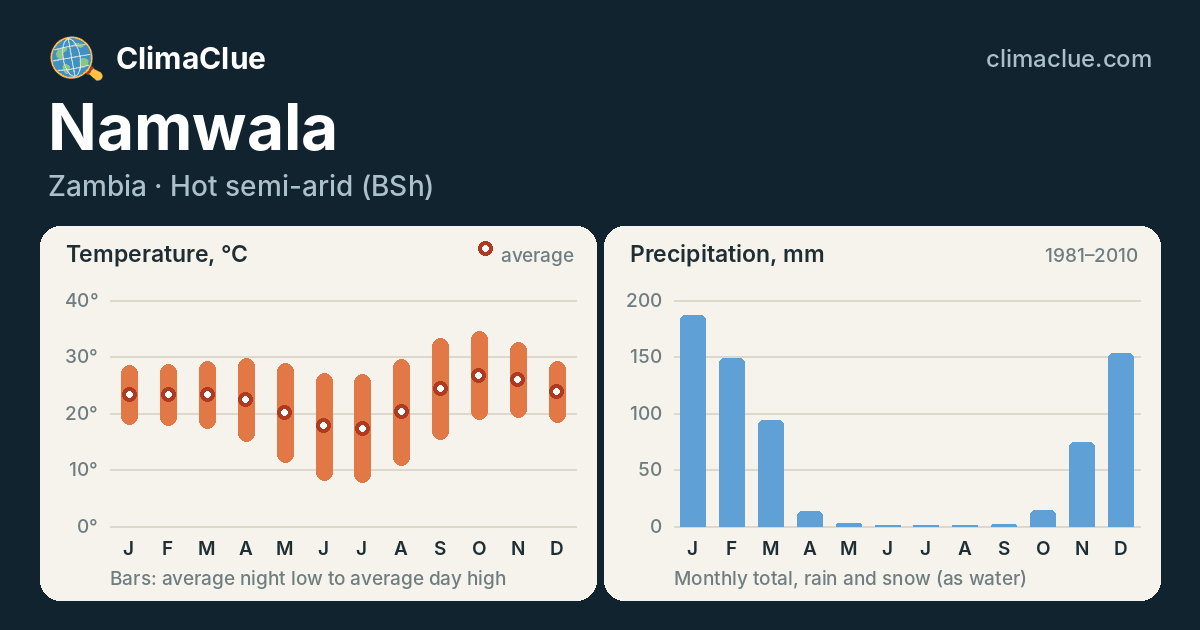 ClimaClue
climaclue.com
Namwala
Zambia · Hot semi-arid (BSh)
Temperature, °C
average
40°
30°
20°
10°
0°
J F M A M J J A S O N D
Bars: average night low to average day high
Precipitation, mm
1981–2010
200
150
100
50
0
J F M A M J J A S O N D
Monthly total, rain and snow (as water)